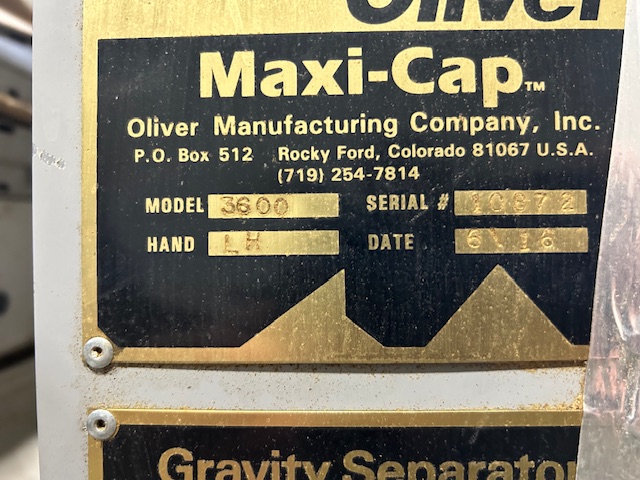 Oliver
Maxi-Cap™
Oliver Manufacturing Company, Inc.
P.O. Box 512 Rocky Ford, Colorado 81067 U.S.A.
(719) 254-7814
MODEL 3600 SERIAL #
HAND LH DATE
Gravity Separator